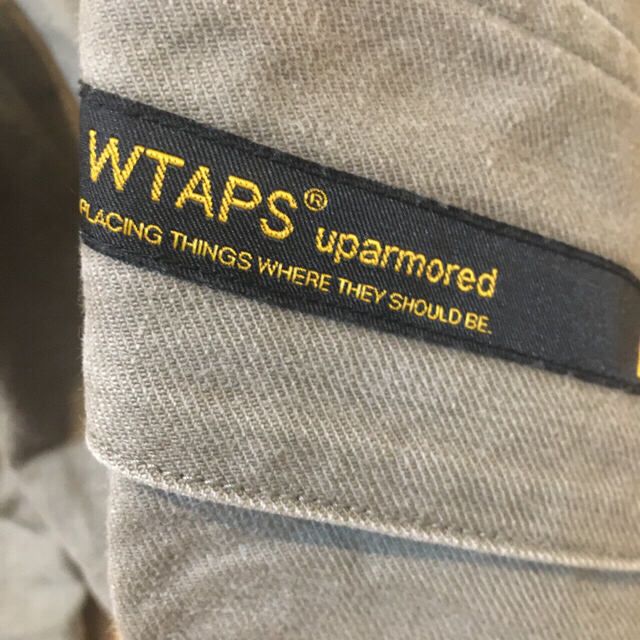 WTAPS® uparmored
PLACING THINGS WHERE THEY SHOULD BE.